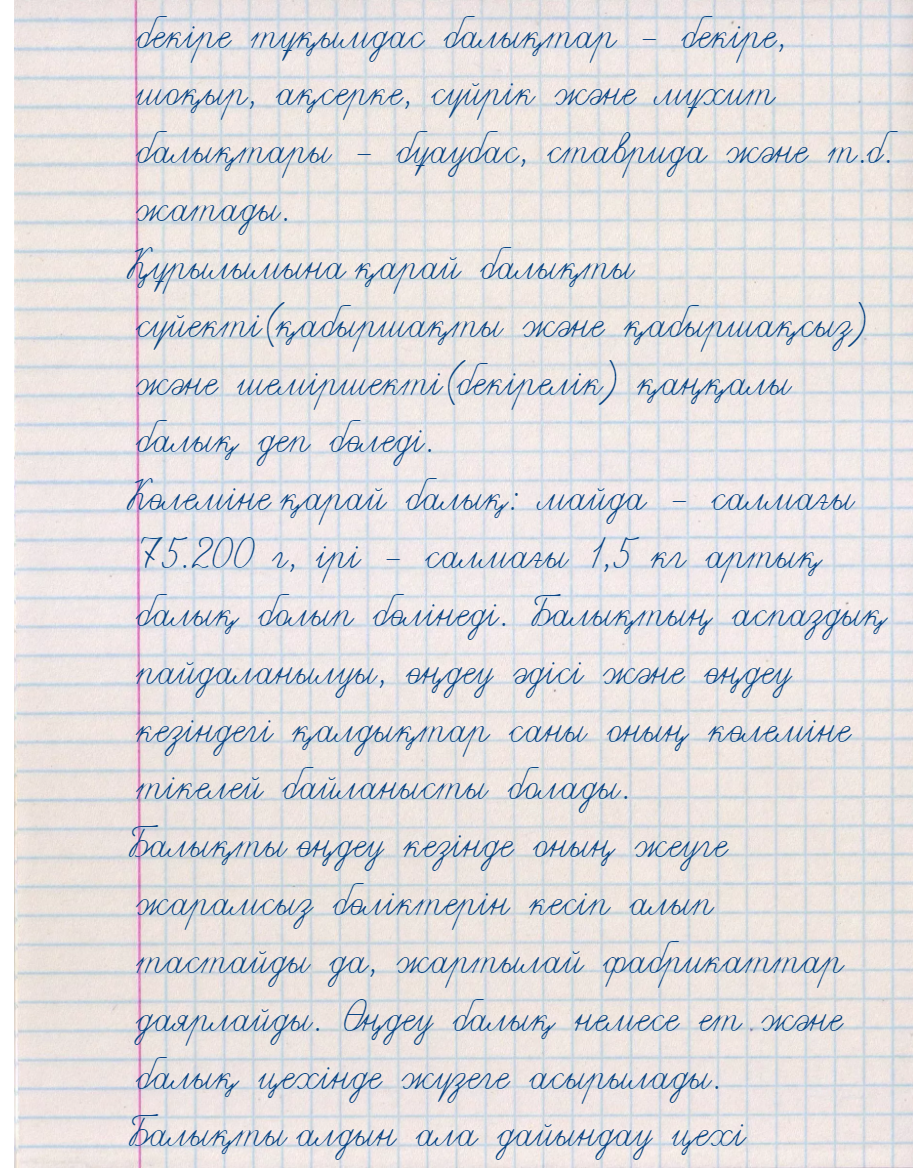 бекіре тұқымдас балықтар – бекіре,
шоқыр, ақсерке, сүйрік және мұхит
балықтары – бұаубас, ставрида және т.б.
жатады.
Құрылымына қарай балықты
сүйекті(қабыршақты және қабыршақсыз)
және шеміршекті(бекірелік) қаңқалы
балық деп бөледі.
Көлеміне қарай балық: майда – салмағы
75.200 г, ірі – салмағы 1,5 кг артық
балық болып бөлінеді. Балықтың аспаздық
пайдаланылуы, өңдеу әдісі және өңдеу
кезіндегі қалдықтар саны оның көлеміне
тікелей байланысты болады.
Балықты өңдеу кезінде оның жеуге
жарамсыз бөліктерін кесіп алып
тастайды да, жартылай фабрикаттар
даярлайды. Өңдеу балық немесе ет және
балық цехінде жүзеге асырылады.
Балықты алдын ала дайындау цехі